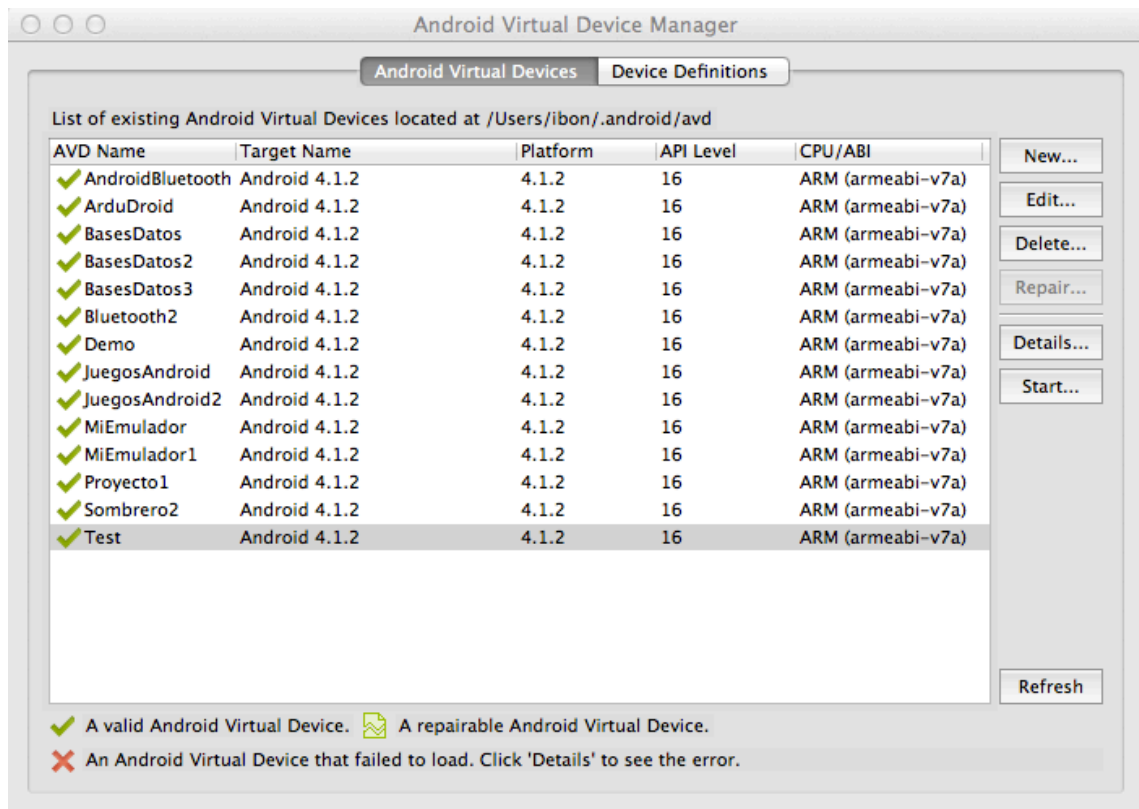 Android Virtual Device Manager
Android Virtual Devices Device Definitions
List of existing Android Virtual Devices located at /Users/ibon/.android/avd
AVD Name Target Name Platform API Level CPU/ABI
AndroidBluetooth Android 4.1.2 4.1.2 16 ARM (armeabi-v7a)
ArduDroid Android 4.1.2 4.1.2 16 ARM (armeabi-v7a)
BasesDatos Android 4.1.2 4.1.2 16 ARM (armeabi-v7a)
BasesDatos2 Android 4.1.2 4.1.2 16 ARM (armeabi-v7a)
BasesDatos3 Android 4.1.2 4.1.2 16 ARM (armeabi-v7a)
Bluetooth2 Android 4.1.2 4.1.2 16 ARM (armeabi-v7a)
Demo Android 4.1.2 4.1.2 16 ARM (armeabi-v7a)
JuegosAndroid Android 4.1.2 4.1.2 16 ARM (armeabi-v7a)
JuegosAndroid2 Android 4.1.2 4.1.2 16 ARM (armeabi-v7a)
MiEmulador Android 4.1.2 4.1.2 16 ARM (armeabi-v7a)
MiEmulador1 Android 4.1.2 4.1.2 16 ARM (armeabi-v7a)
Proyecto1 Android 4.1.2 4.1.2 16 ARM (armeabi-v7a)
Sombrero2 Android 4.1.2 4.1.2 16 ARM (armeabi-v7a)
Test Android 4.1.2 4.1.2 16 ARM (armeabi-v7a)
New...
Edit...
Delete...
Repair...
Details...
Start...
Refresh
A valid Android Virtual Device. A repairable Android Virtual Device.
An Android Virtual Device that failed to load. Click 'Details' to see the error.